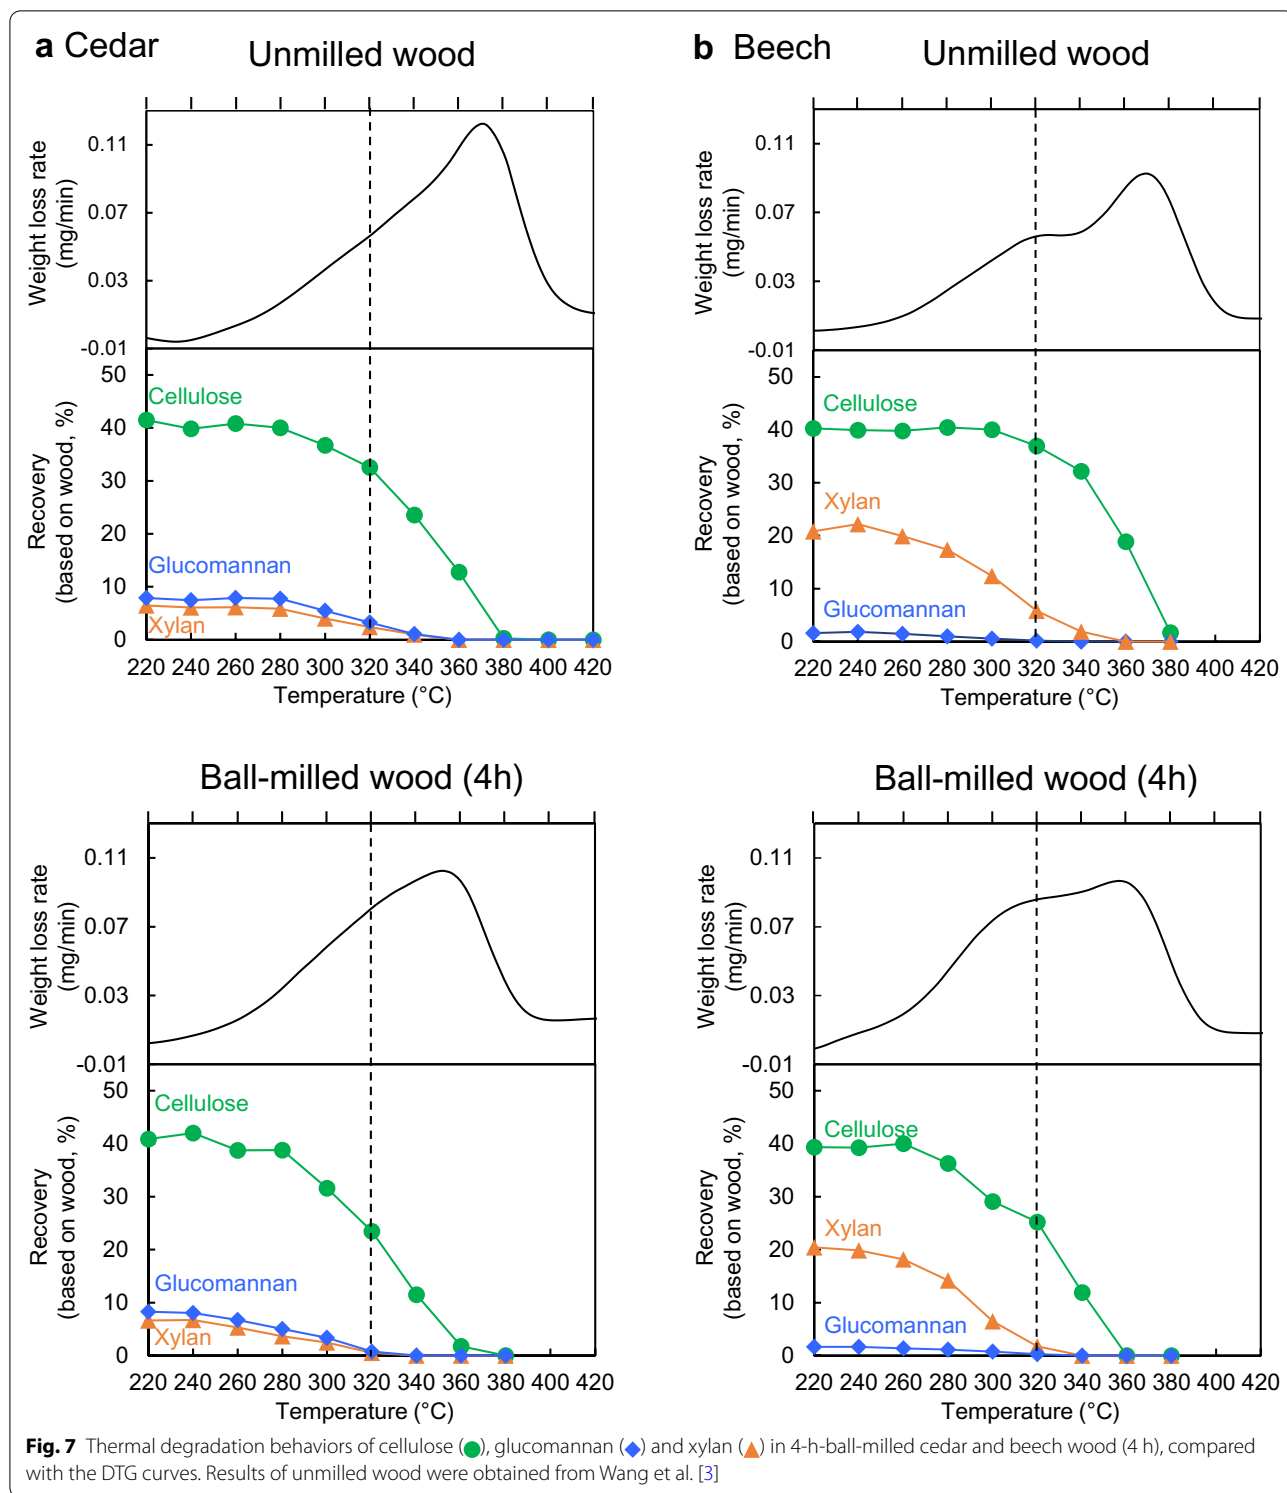 a Cedar
Unmilled wood
Weight loss rate
(mg/min)
0.11
0.07
0.03
-0.01
Recovery
(based on wood, %)
50
40
30
20
10
0
Cellulose
Glucomannan
Xylan
220 240 260 280 300 320 340 360 380 400 420
Temperature (°C)
b Beech
Unmilled wood
Weight loss rate
(mg/min)
0.11
0.07
0.03
-0.01
Recovery
(based on wood, %)
50
40
30
20
10
0
Cellulose
Xylan
Glucomannan
220 240 260 280 300 320 340 360 380 400 420
Temperature (°C)
Ball-milled wood (4h)
Weight loss rate
(mg/min)
0.11
0.07
0.03
-0.01
Recovery
(based on wood, %)
50
40
30
20
10
0
Cellulose
Glucomannan
Xylan
220 240 260 280 300 320 340 360 380 400 420
Temperature (°C)
Ball-milled wood (4h)
Weight loss rate
(mg/min)
0.11
0.07
0.03
-0.01
Recovery
(based on wood, %)
50
40
30
20
10
0
Cellulose
Xylan
Glucomannan
220 240 260 280 300 320 340 360 380 400 420
Temperature (°C)
Fig. 7 Thermal degradation behaviors of cellulose (●), glucomannan (◆) and xylan (▲) in 4-h-ball-milled cedar and beech wood (4 h), compared
with the DTG curves. Results of unmilled wood were obtained from Wang et al. [3]